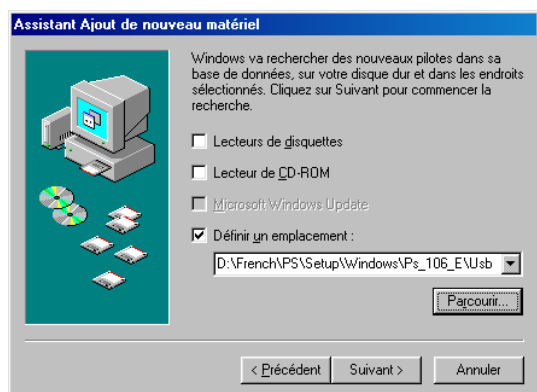 Assistant Ajout de nouveau matériel
Windows va rechercher des nouveaux pilotes dans sa
base de données, sur votre disque dur et dans les endroits
sélectionnés. Cliquez sur Suivant pour commencer la
recherche.
Lecteurs de disquettes
Lecteur de CD-ROM
Microsoft Windows Update
Définir un emplacement :
D:\French\PS\Setup\Windows\Ps_106_E\Usb
Parcourir...
< Précédent Suivant > Annuler